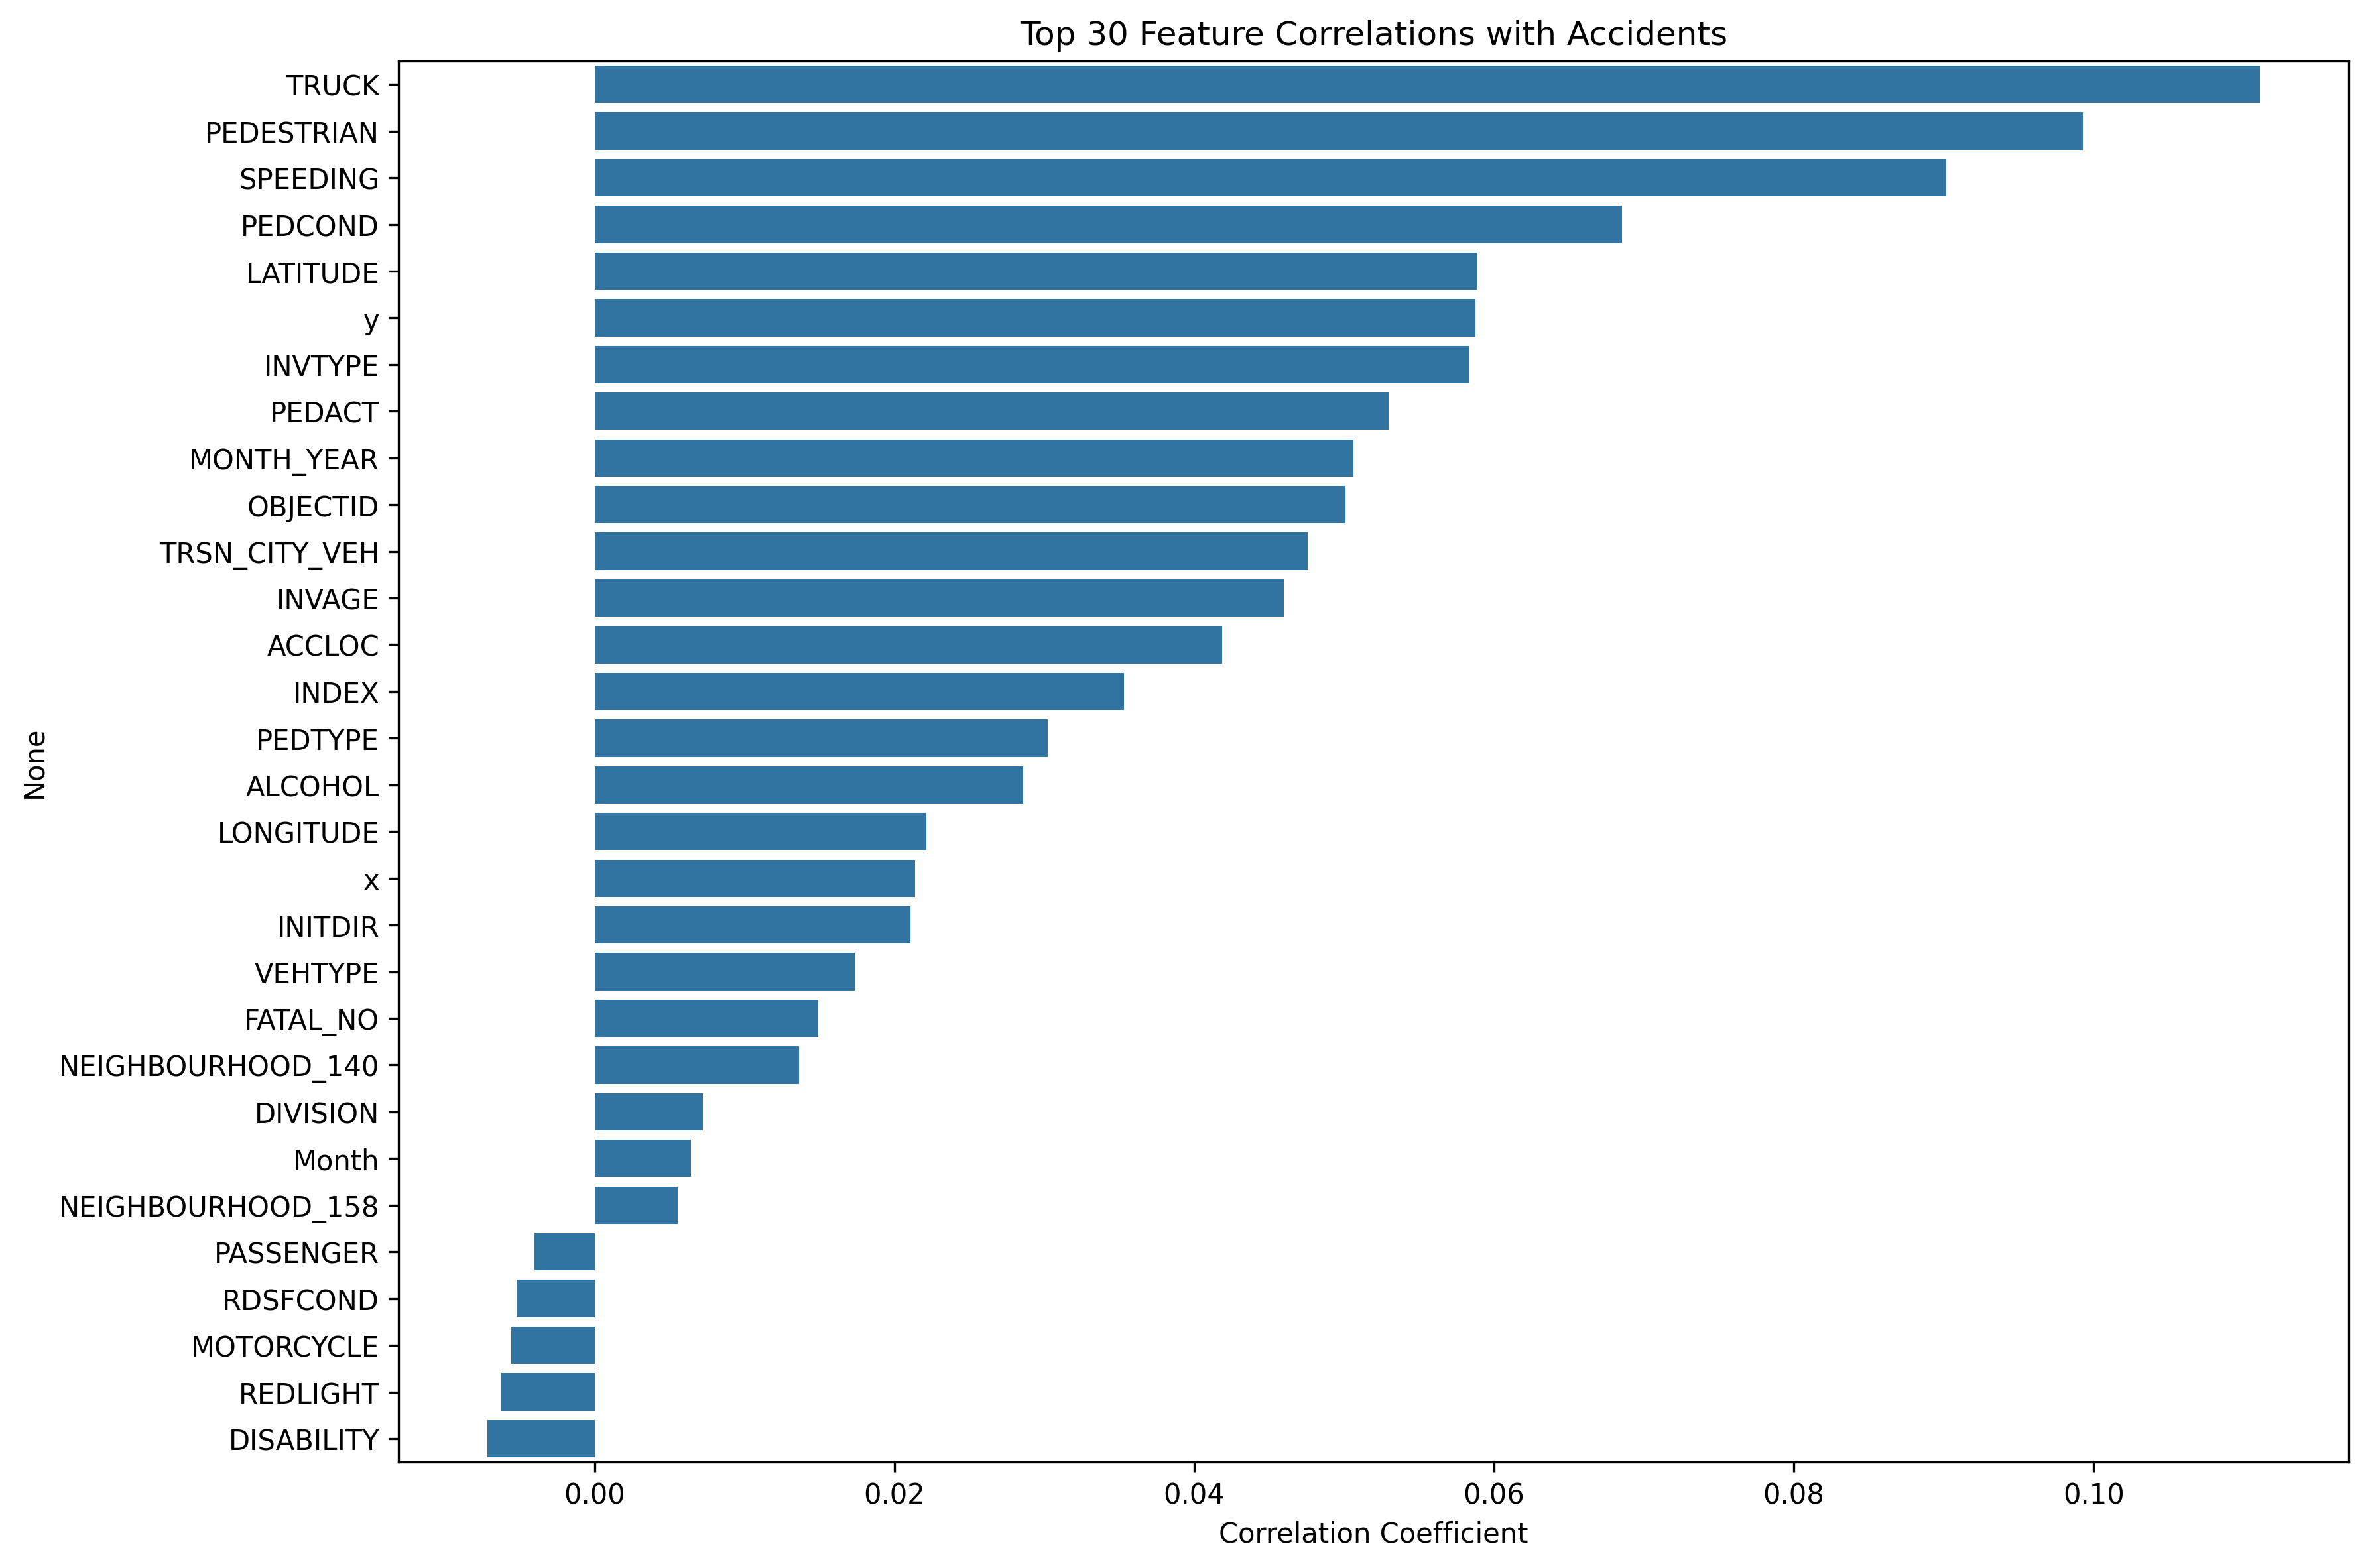 Top 30 Feature Correlations with Accidents
TRUCK
PEDESTRIAN
SPEEDING
PEDCOND
LATITUDE
y
INVTYPE
PEDACT
MONTH_YEAR
OBJECTID
TRSN_CITY_VEH
INVAGE
ACCLOC
INDEX
PEDTYPE
ALCOHOL
LONGITUDE
x
INITDIR
VEHTYPE
FATAL_NO
NEIGHBOURHOOD_140
DIVISION
Month
NEIGHBOURHOOD_158
PASSENGER
RDSFCOND
MOTORCYCLE
REDLIGHT
DISABILITY
None
0.00 0.02 0.04 0.06 0.08 0.10
Correlation Coefficient